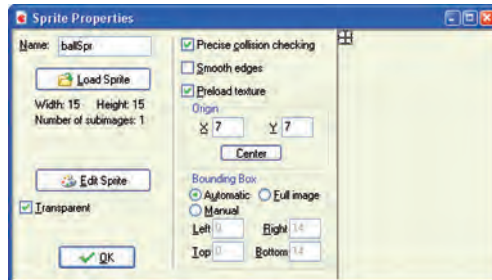 Sprite Properties
Name: ballSpr
Load Sprite
Width: 15 Height: 15
Number of subimages: 1
Edit Sprite
Transparent
OK
Precise collision checking
Smooth edges
Preload texture
Origin
X 7 Y 7
Center
Bounding Box
Automatic Full image
Manual
Left 0 Right 14
Top 0 Bottom 14